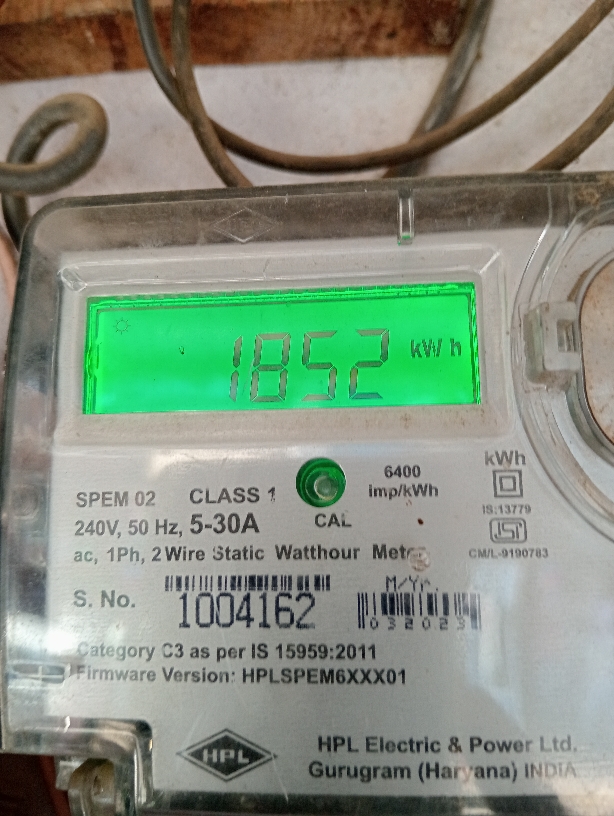 1852 kWh
SPEM 02 CLASS 1
6400
imp/kWh
kWh
240V, 50 Hz, 5-30A
CAL
IS:13779
ISI
ac, 1Ph, 2 Wire Static Watthour Meter
CM/L-9190783
S. No. 1004162
M/Yr.
032023
Category C3 as per IS 15959:2011
Firmware Version: HPLSPEM6XXX01
HPL
HPL Electric & Power Ltd.
Gurugram (Haryana) INDIA